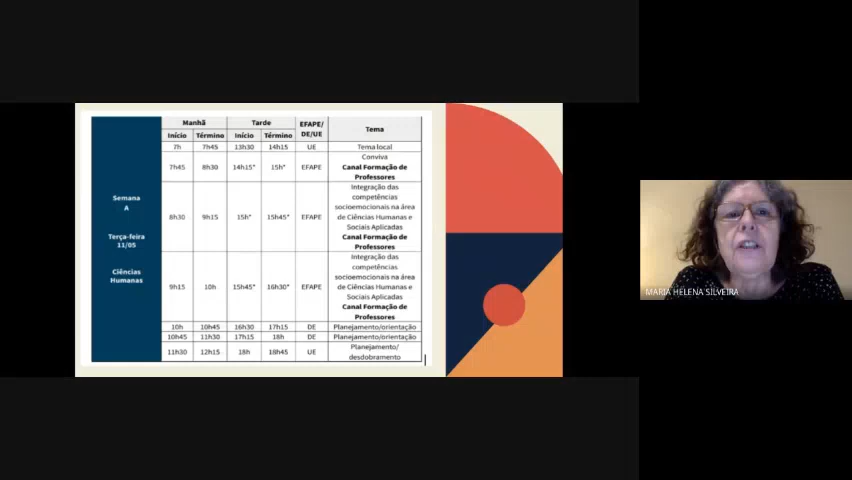 Manhã Tarde EFAPE/ DE/UE Tema
Início Término Início Término
7h 7h45 13h30 14h15 UE Tema local
7h45 8h30 14h15* 15h* EFAPE Conviva
Canal Formação de
Professores
8h30 9h15 15h* 15h45* EFAPE Integração das
competências
socioemocionais na área
de Ciências Humanas e
Sociais Aplicadas
Canal Formação de
Professores
9h15 10h 15h45* 16h30* EFAPE Integração das
competências
socioemocionais na área
de Ciências Humanas e
Sociais Aplicadas
Canal Formação de
Professores
10h 10h45 16h30 17h15 DE Planejamento/orientação
10h45 11h30 17h15 18h DE Planejamento/orientação
11h30 12h15 18h 18h45 UE Planejamento/
desdobramento
Semana
A
Terça-feira
11/05
Ciências
Humanas
MARIA HELENA SILVEIRA